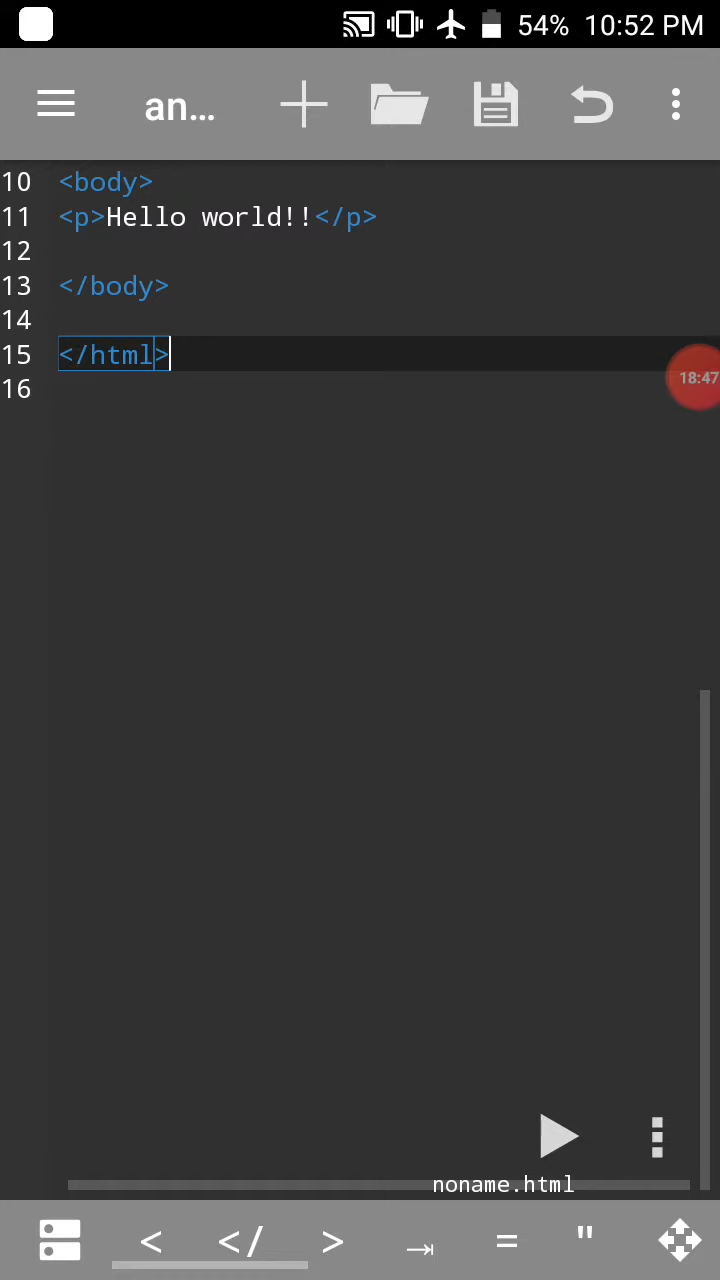 54% 10:52 PM
an...
10 <body>
11 <p>Hello world!!</p>
12
13 </body>
14
15 </html>
18:47
16
noname.html
< </ > ⇥ = "